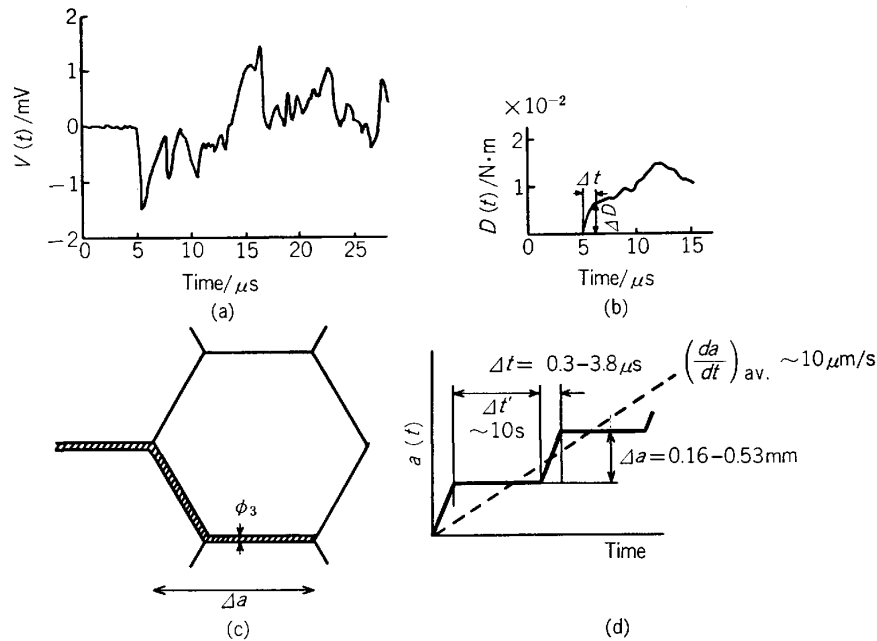 2
1
0
−1
−2
V(t)/mV
0 5 10 15 20 25
Time/μs
(a)
×10⁻²
2
1
D(t)/N·m
Δt
ΔD
0 5 10 15
Time/μs
(b)
ϕ₃
Δa
(c)
Δt= 0.3−3.8μs
Δt′
~10s
(da/dt)av. ~10μm/s
Δa=0.16−0.53mm
a(t)
Time
(d)